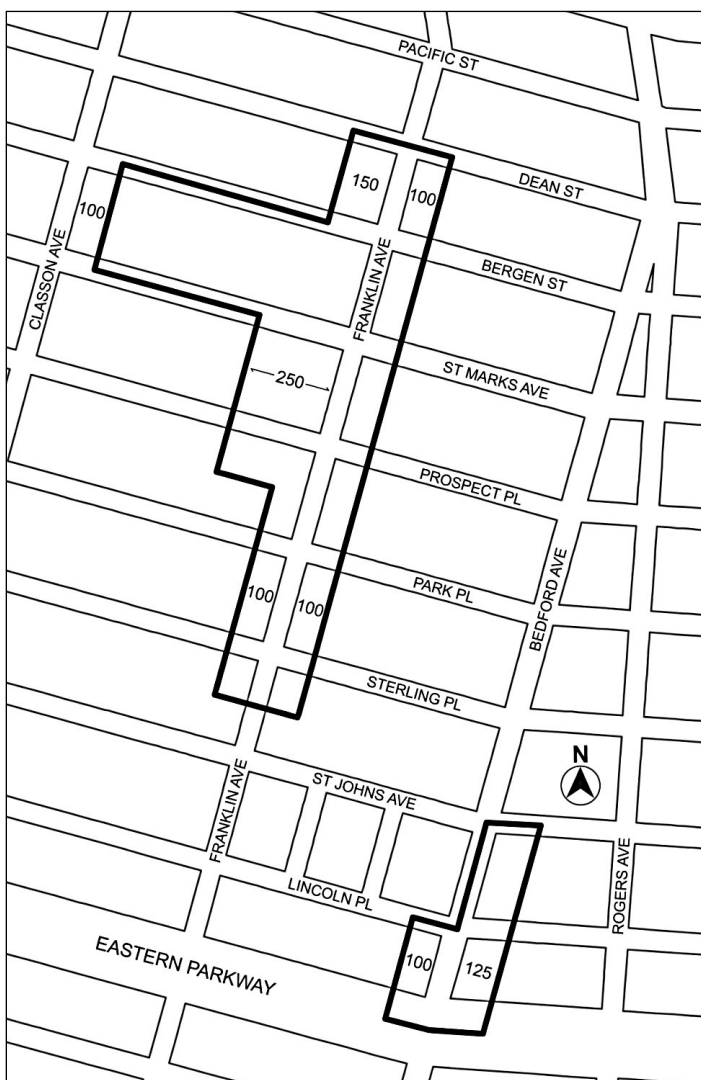 PACIFIC ST
150
DEAN ST
100
100
FRANKLIN AVE
BERGEN ST
CLASSON AVE
ST MARKS AVE
250
PROSPECT PL
BEDFORD AVE
PARK PL
100
100
STERLING PL
N
ST JOHNS AVE
FRANKLIN AVE
ROGERS AVE
LINCOLN PL
EASTERN PARKWAY
100
125